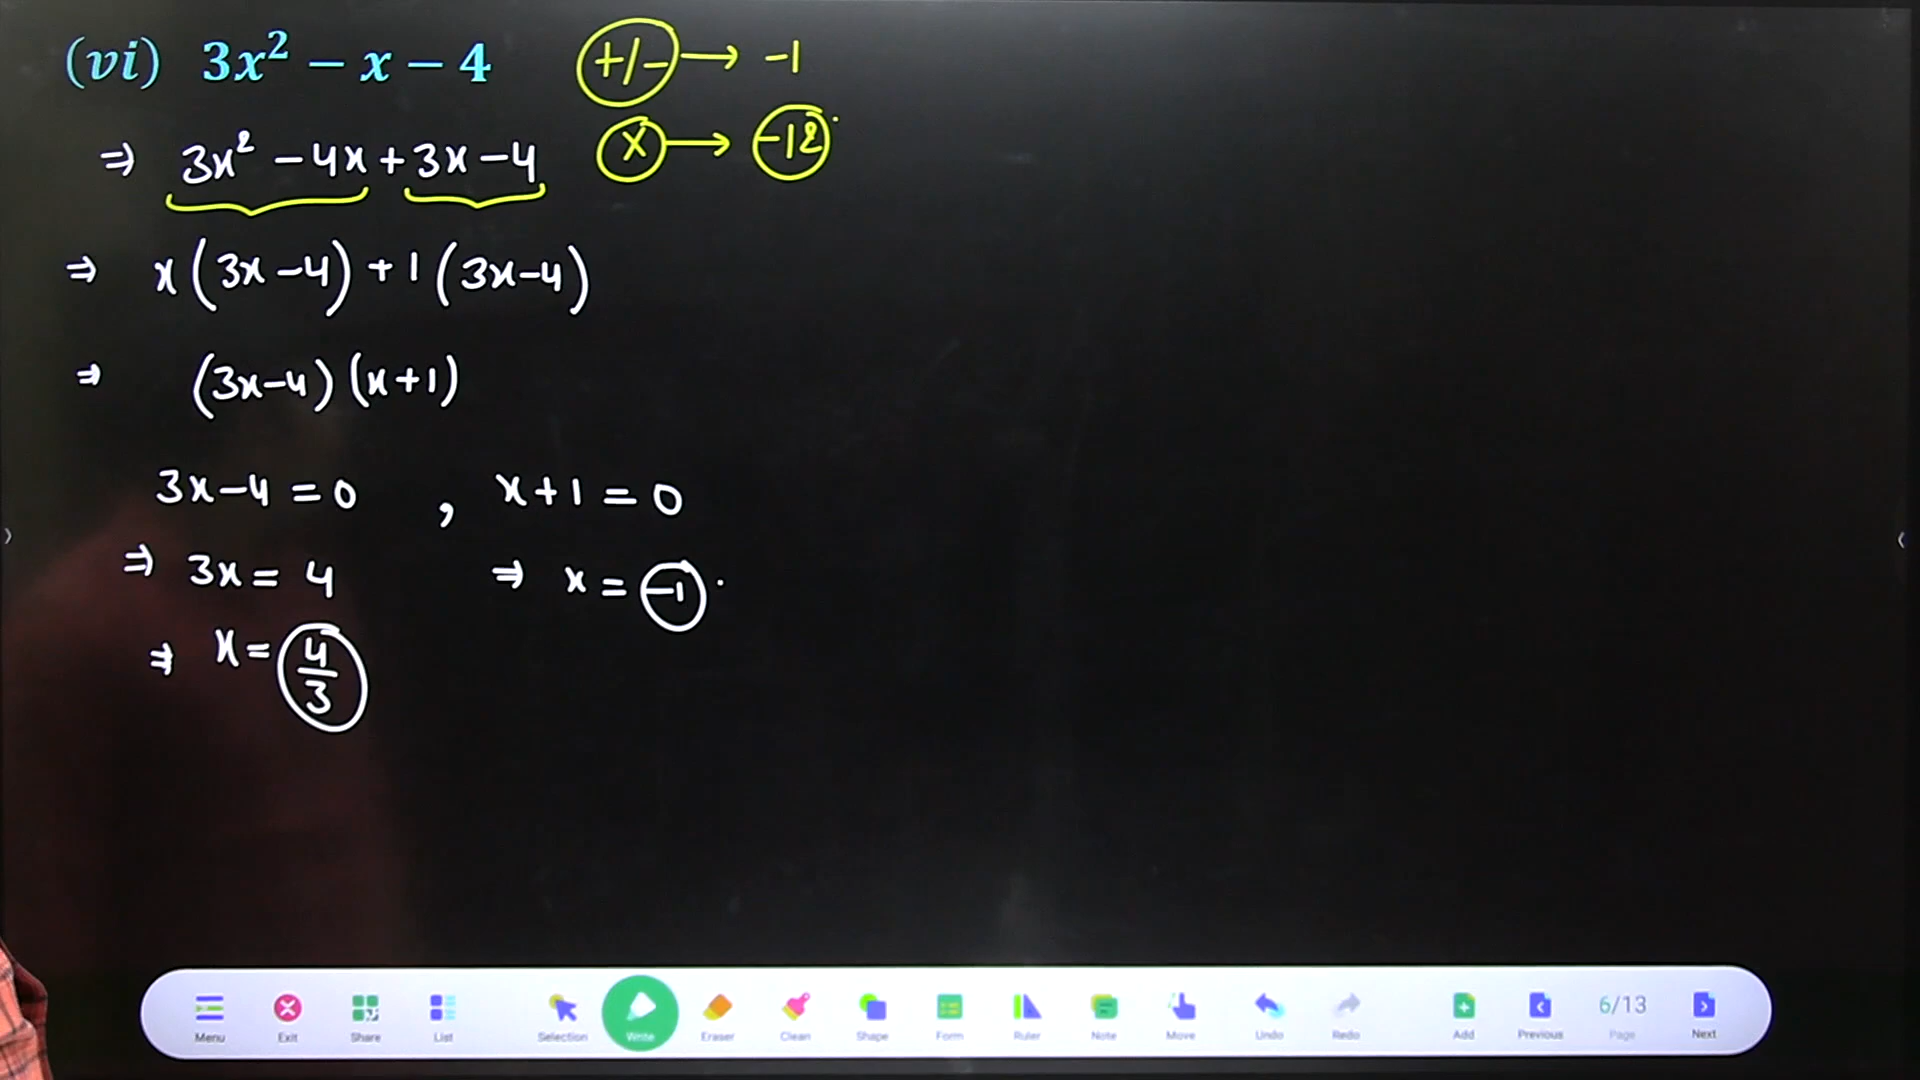 (vi) 3x² − x − 4
+/- → -1
x → -12
⇒ 3x² - 4x + 3x - 4
⇒ x(3x-4) + 1(3x-4)
⇒ (3x-4)(x+1)
3x-4 = 0 , x+1 = 0
⇒ 3x = 4 ⇒ x = -1
⇒ x = 4/3
Menu Exit Share List Selection Write Eraser Clean Shape Form Ruler Note Move Undo Redo Add Previous 6/13 Page Next